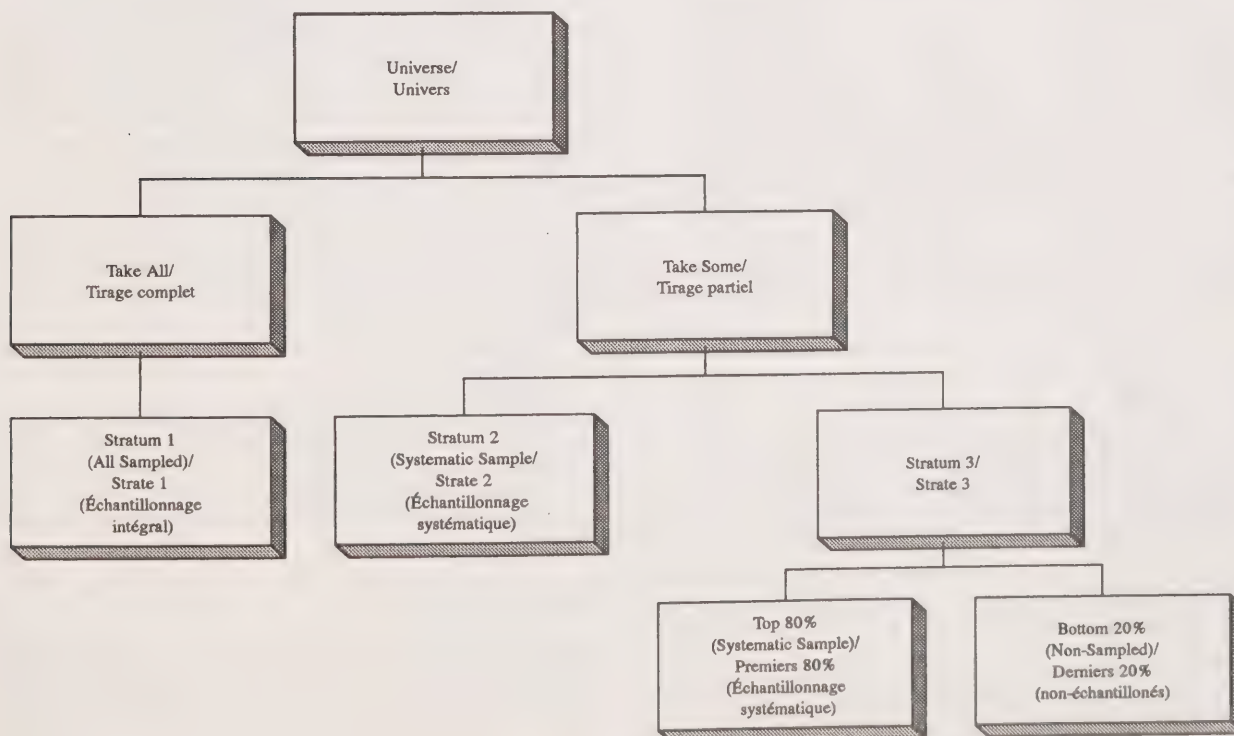 Universe/
Univers
Take All/
Tirage complet
Take Some/
Tirage partiel
Stratum 1
(All Sampled)/
Strate 1
(Échantillonnage
intégral)
Stratum 2
(Systematic Sample/
Strate 2
(Échantillonnage
systématique)
Stratum 3/
Strate 3
Top 80%
(Systematic Sample)/
Premiers 80%
(Échantillonnage
systématique)
Bottom 20%
(Non-Sampled)/
Derniers 20%
(non-échantillonés)